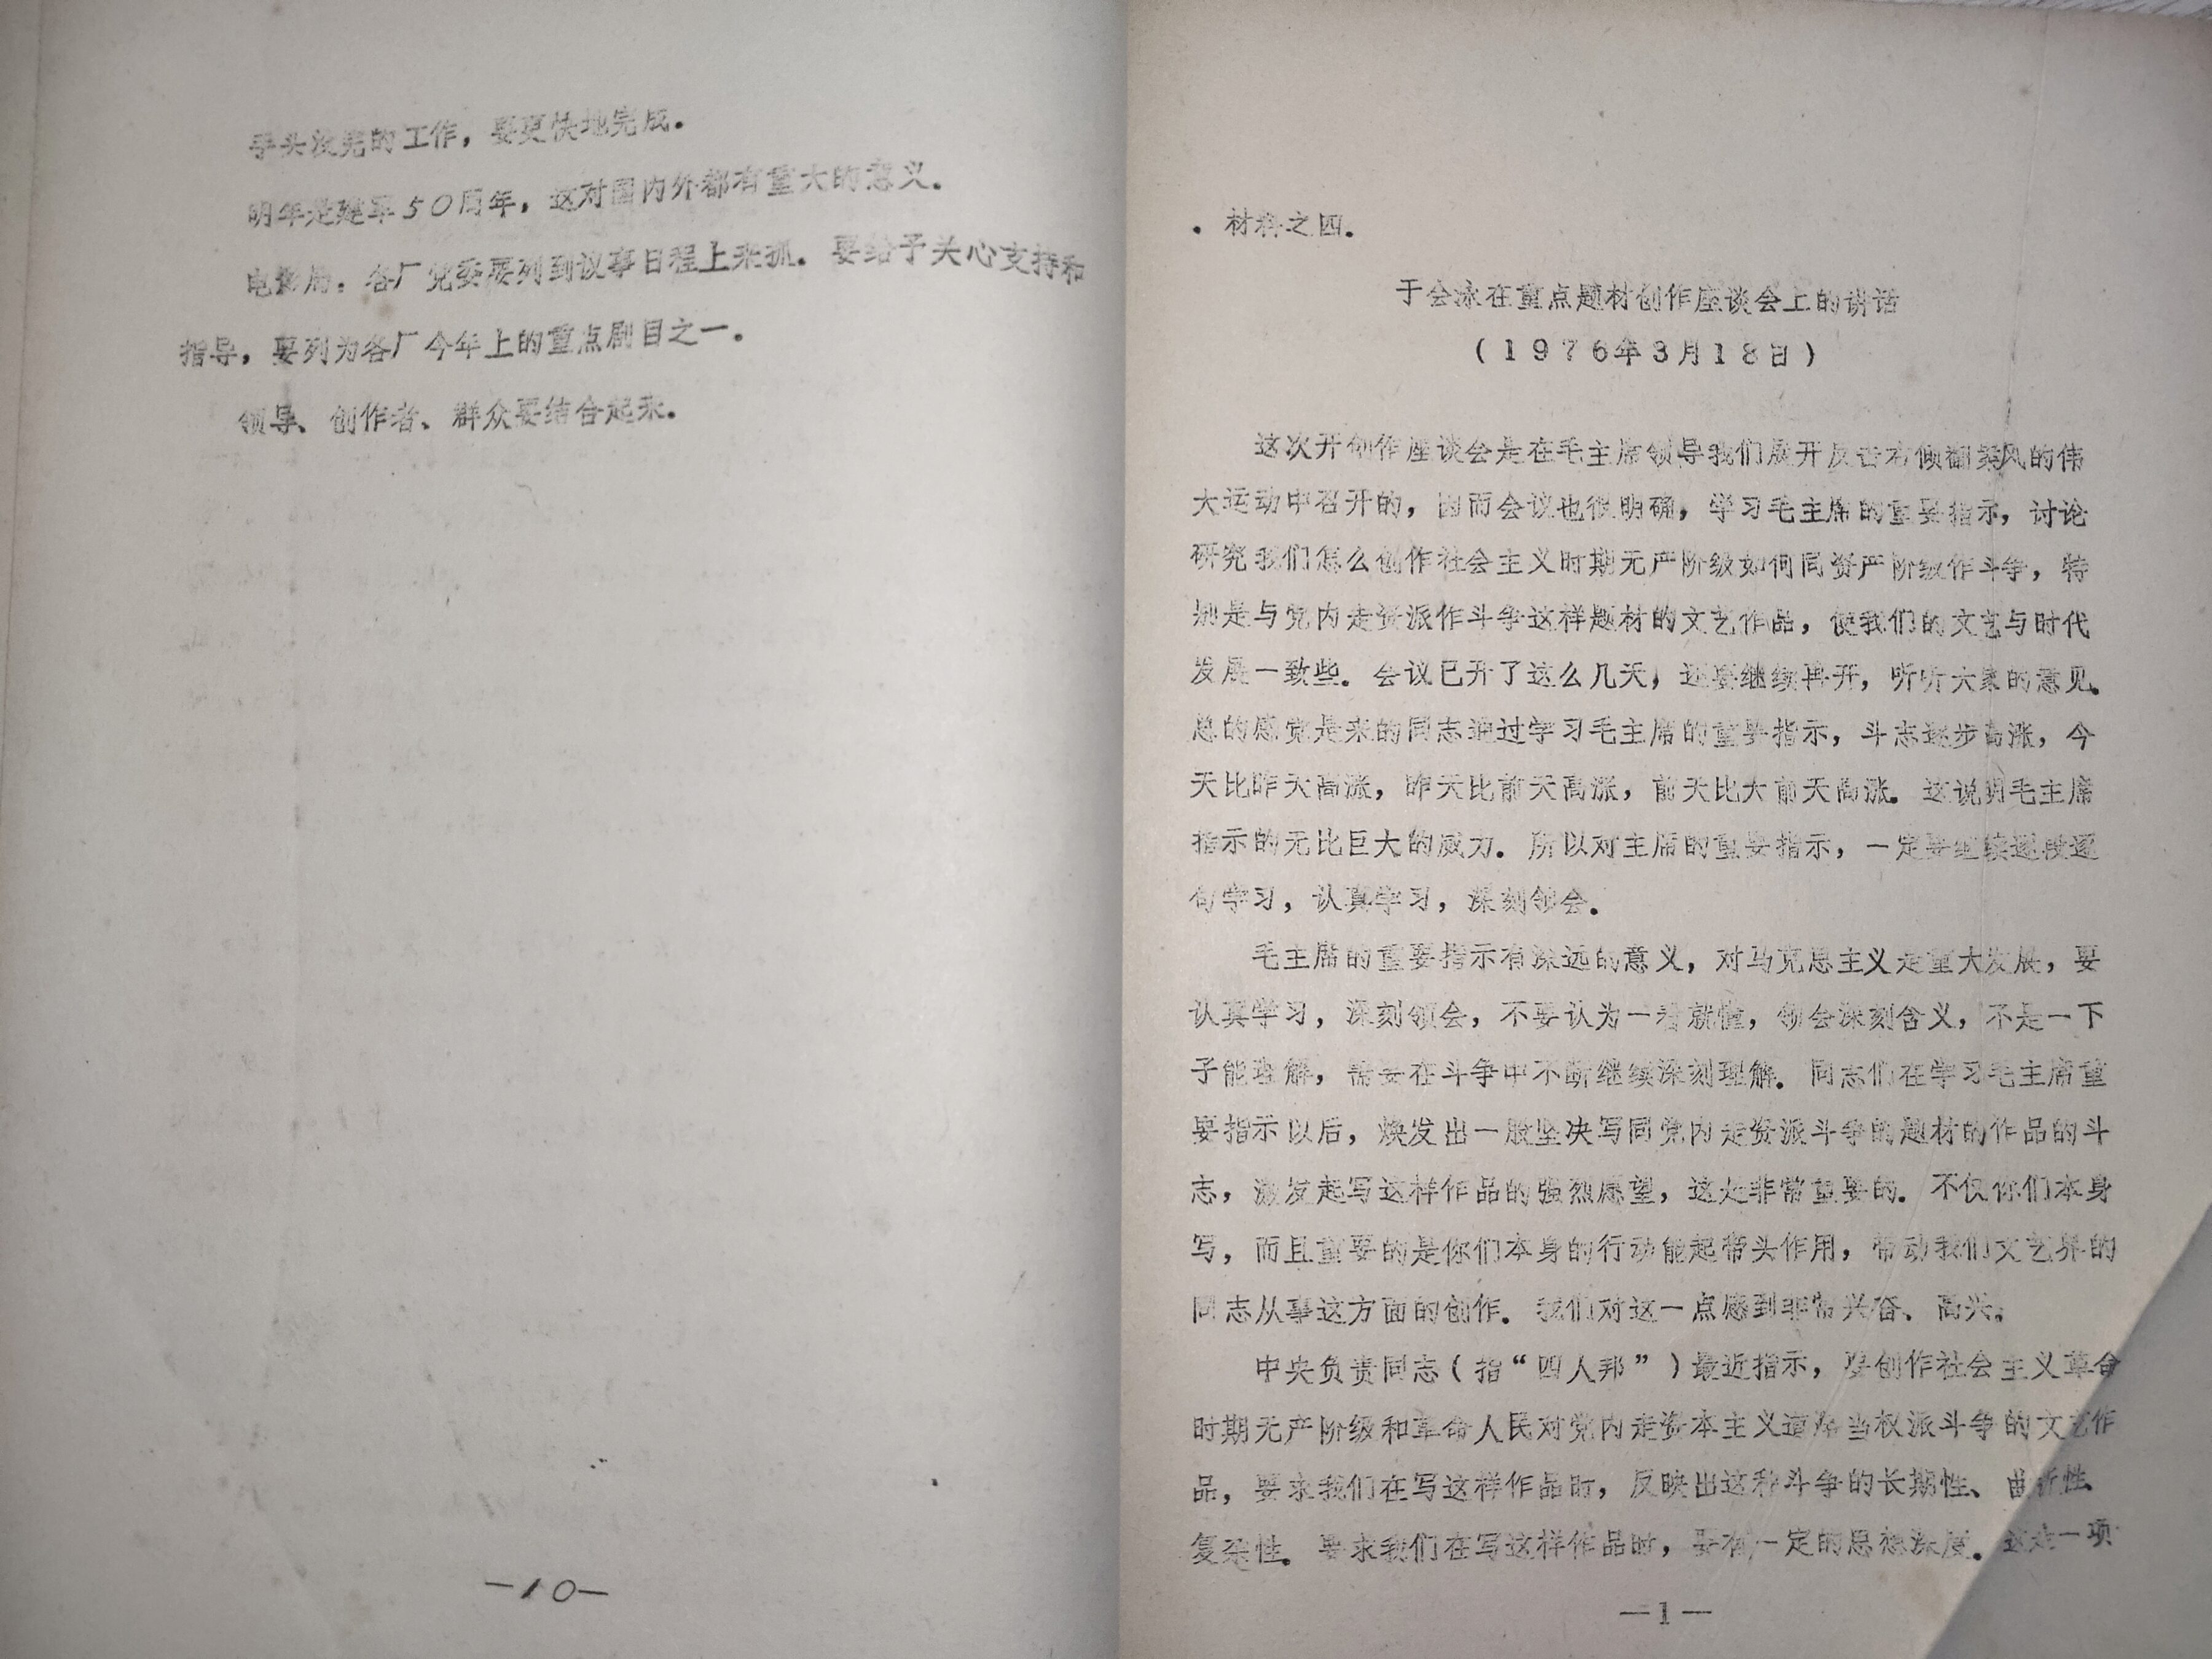 手头没完的工作，要更快地完成．
明年是建军50周年，这对国内外都有重大的意义．
电影局．各厂党委要列到议事日程上来抓．要给予关心支持和
指导，要列为各厂今年上的重点剧目之一．
领导、创作者、群众要结合起来．
—10—
．材料之四．
于会泳在重点题材创作座谈会上的讲话
（1976年3月18日）
这次开创作座谈会是在毛主席领导我们展开反击右倾翻案风的伟
大运动中召开的，因而会议也很明确，学习毛主席的重要指示，讨论
研究我们怎么创作社会主义时期无产阶级如何同资产阶级作斗争，特
别是与党内走资派作斗争这样题材的文艺作品，使我们的文艺与时代
发展一致些．会议已开了这么几天，还要继续再开，听听大家的意见．
总的感觉是来的同志通过学习毛主席的重要指示，斗志逐步高涨，今
天比昨天高涨，昨天比前天高涨，前天比大前天高涨．这说明毛主席
指示的无比巨大的威力．所以对主席的重要指示，一定要继续逐段逐
句学习，认真学习，深刻领会．
毛主席的重要指示有深远的意义，对马克思主义是重大发展，要
认真学习，深刻领会，不要认为一看就懂，领会深刻含义，不是一下
子能理解，需要在斗争中不断继续深刻理解．同志们在学习毛主席重
要指示以后，焕发出一股坚决写同党内走资派斗争的题材的作品的斗
志，激发起写这样作品的强烈愿望，这是非常重要的．不仅你们本身
写，而且重要的是你们本身的行动能起带头作用，带动我们文艺界的
同志从事这方面的创作．我们对这一点感到非常兴奋、高兴；
中央负责同志（指“四人邦”）最近指示，要创作社会主义革命
时期无产阶级和革命人民对党内走资本主义道路当权派斗争的文艺作
品，要求我们在写这样作品时，反映出这种斗争的长期性、曲折性、
复杂性．要求我们在写这样作品时，要有一定的思想深度．这是一项
—1—